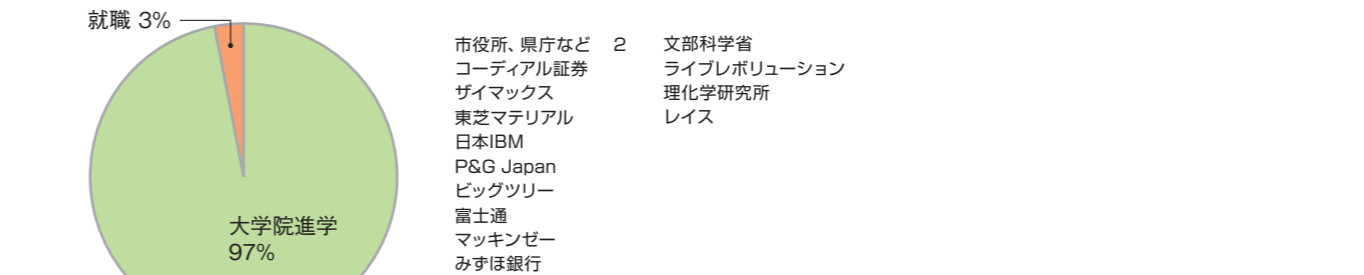 就職 3%
大学院進学
97%
市役所、県庁など 2
コーディアル証券
ザイマックス
東芝マテリアル
日本IBM
P&G Japan
ビッグツリー
富士通
マッキンゼー
みずほ銀行
文部科学省
ライブレボリューション
理化学研究所
レイス